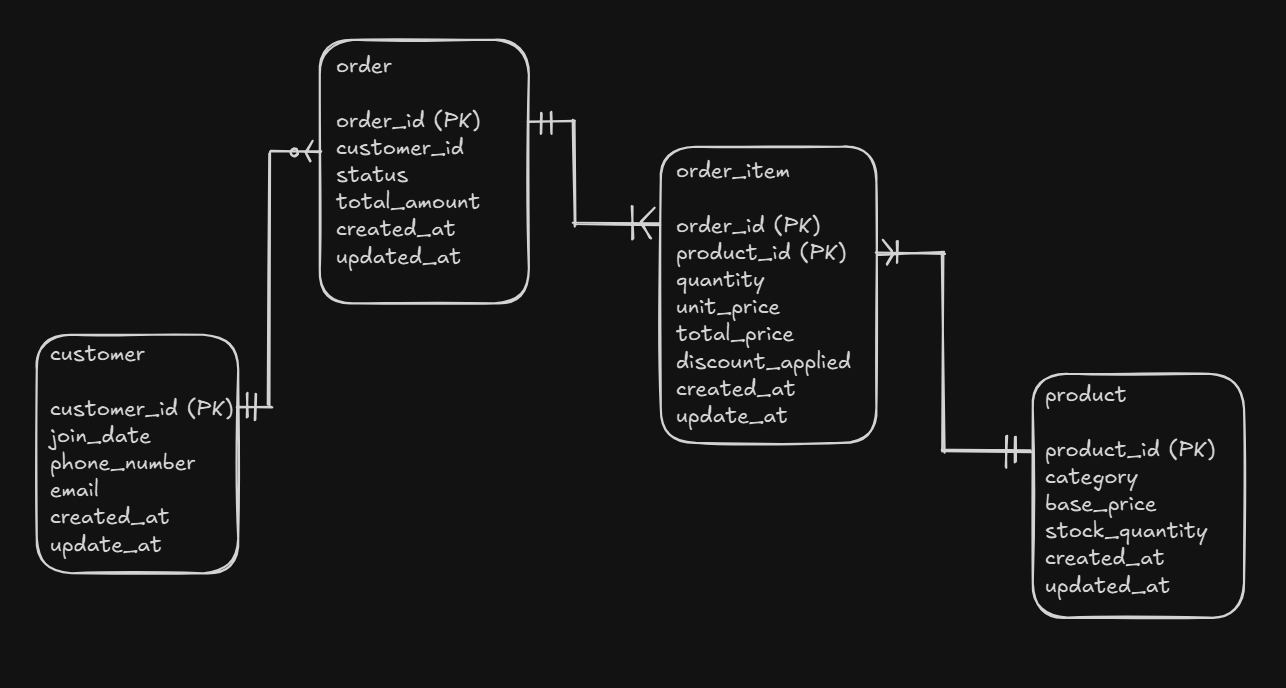 order
order_id (PK)
customer_id
status
total_amount
created_at
updated_at
order_item
order_id (PK)
product_id (PK)
quantity
unit_price
total_price
discount_applied
created_at
update_at
customer
customer_id (PK)
join_date
phone_number
email
created_at
update_at
product
product_id (PK)
category
base_price
stock_quantity
created_at
updated_at